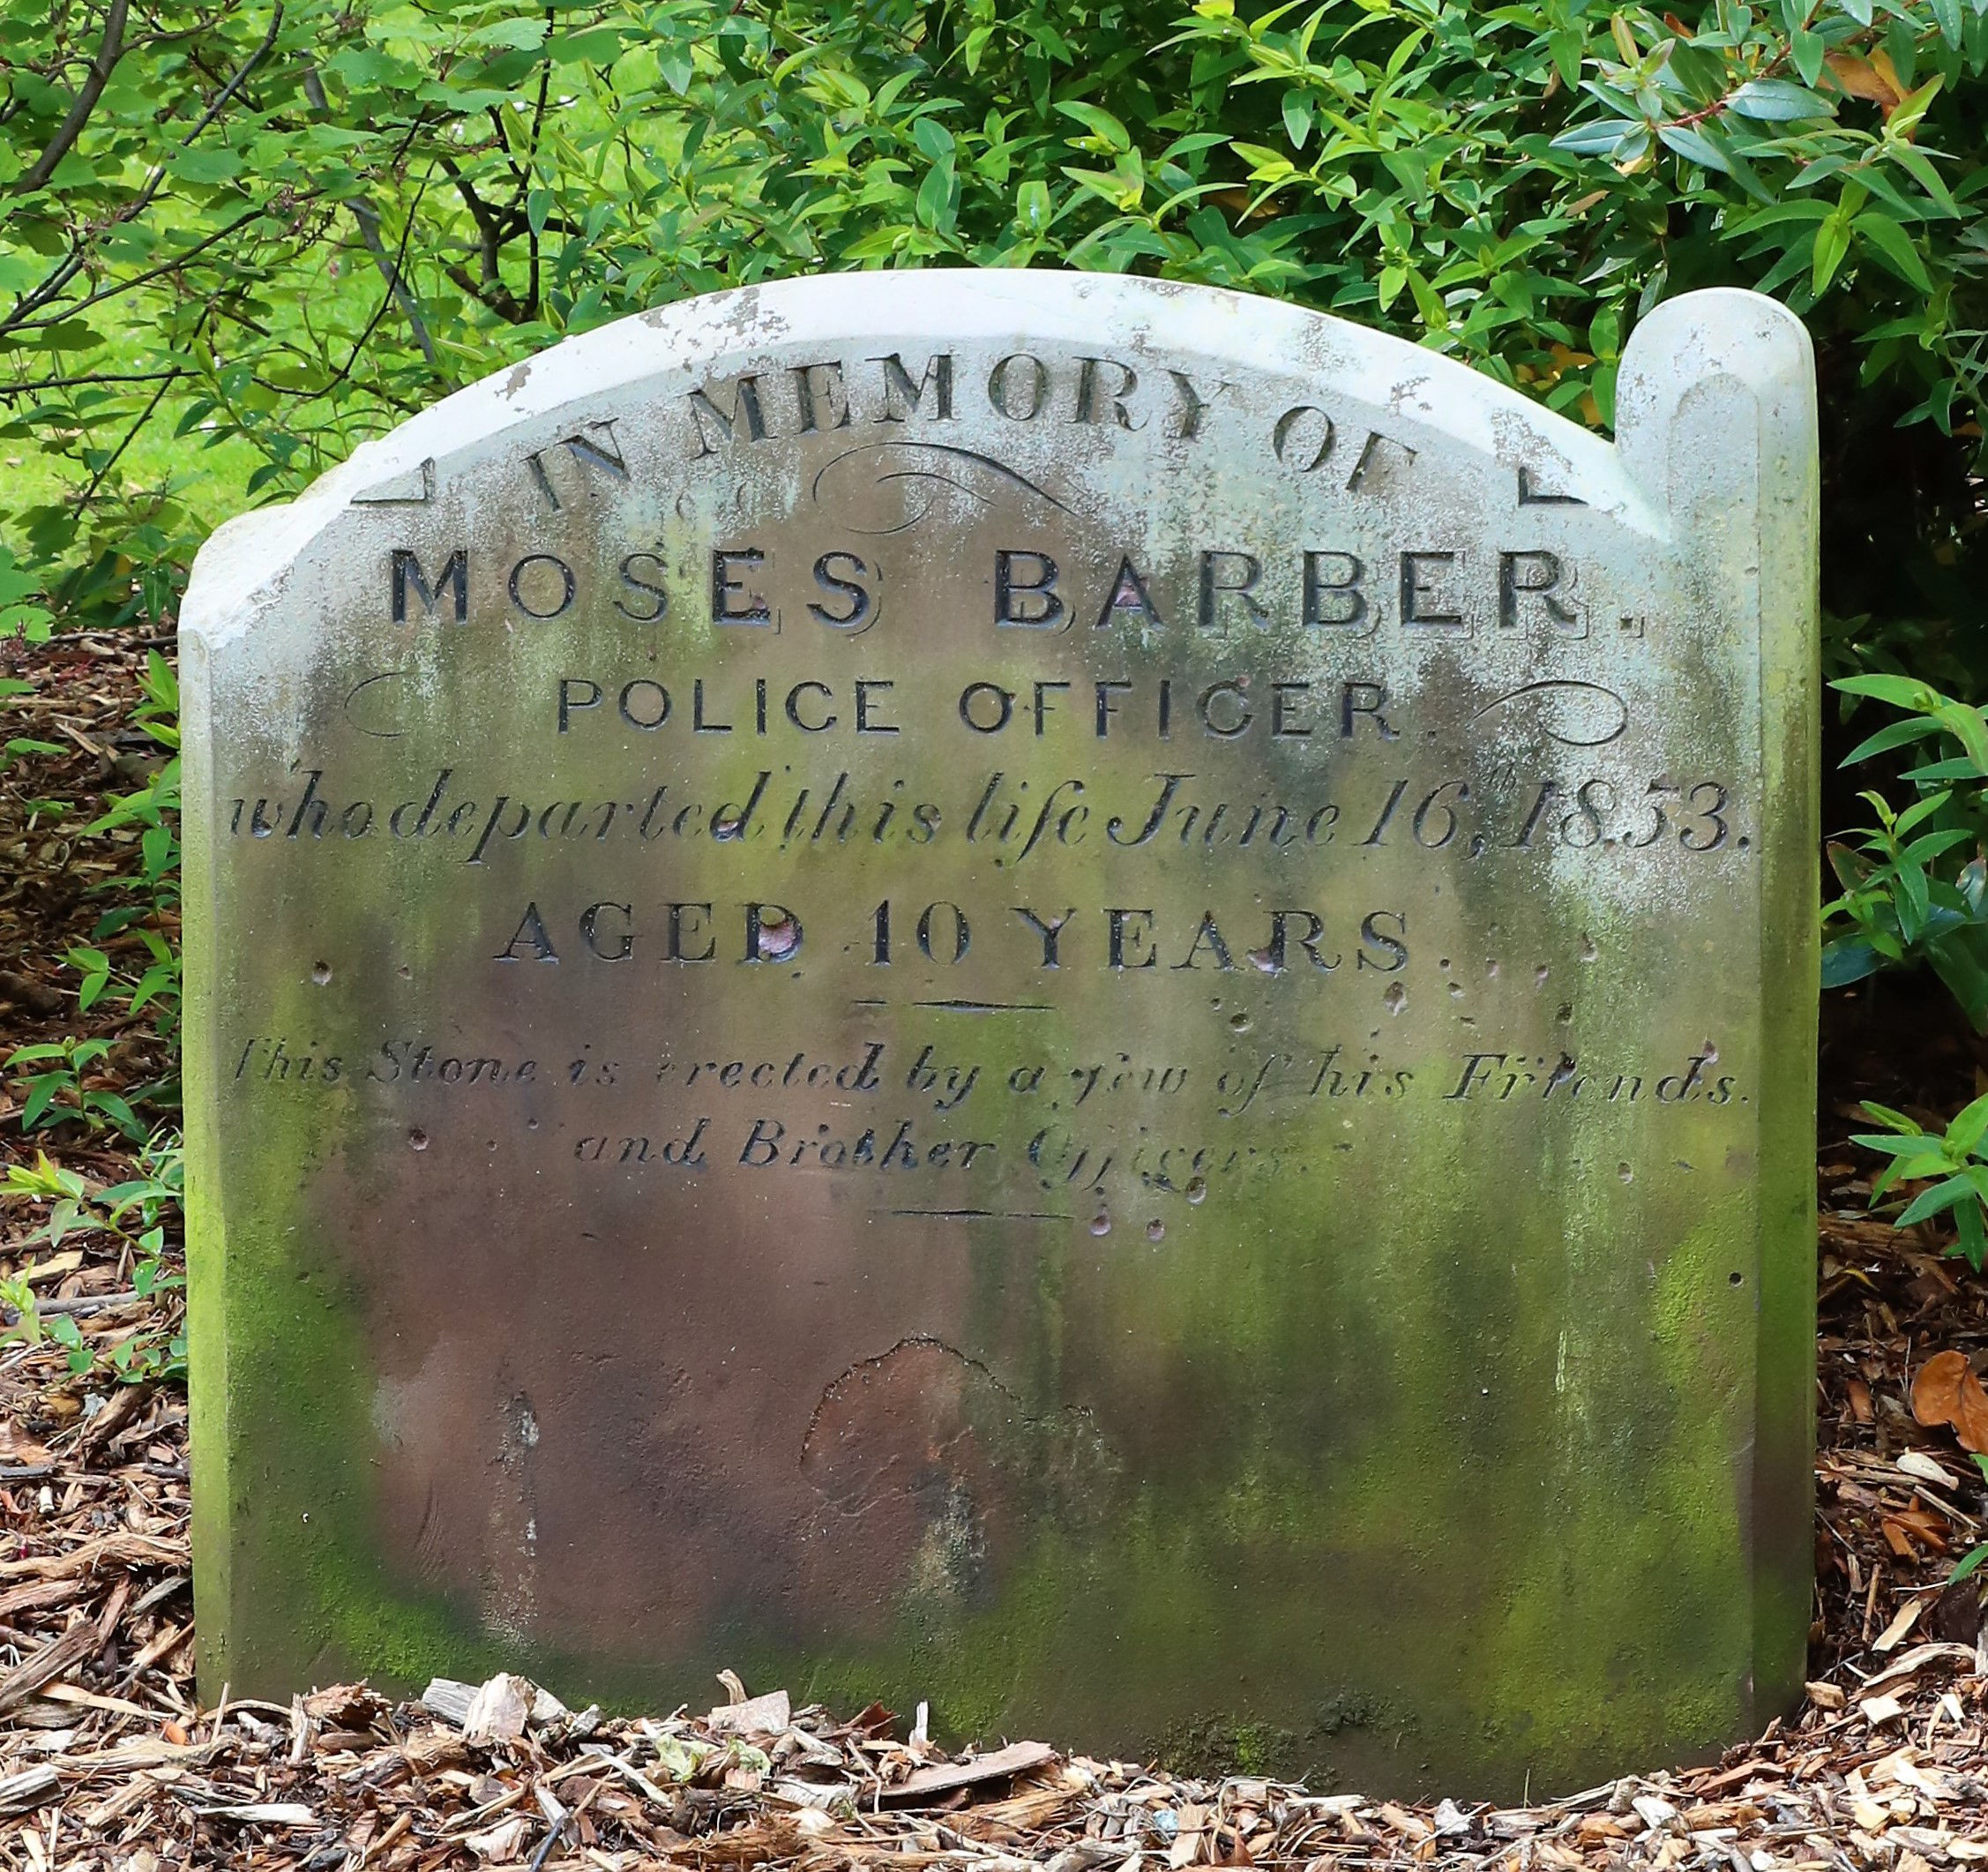 IN MEMORY OF
MOSES BARBER.
POLICE OFFICER.
who departed this life June 16th, 1853.
AGED 40 YEARS
This Stone is erected by a few of his Friends.
and Brother Officers.